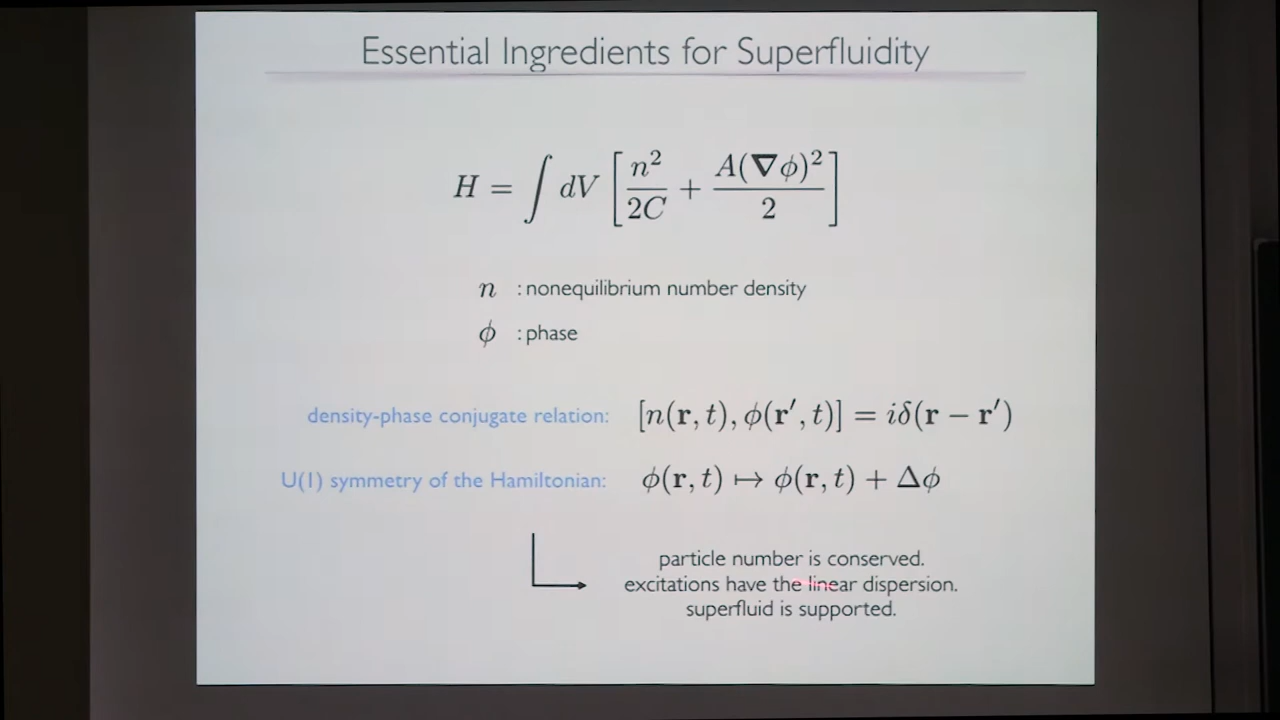 Essential Ingredients for Superfluidity
H = ∫ dV [ n²/2C + A(∇ϕ)²/2 ]
n : nonequilibrium number density
ϕ : phase
density-phase conjugate relation: [n(r, t), ϕ(r′, t)] = iδ(r − r′)
U(1) symmetry of the Hamiltonian: ϕ(r, t) ↦ ϕ(r, t) + Δϕ
particle number is conserved.
excitations have the linear dispersion.
superfluid is supported.